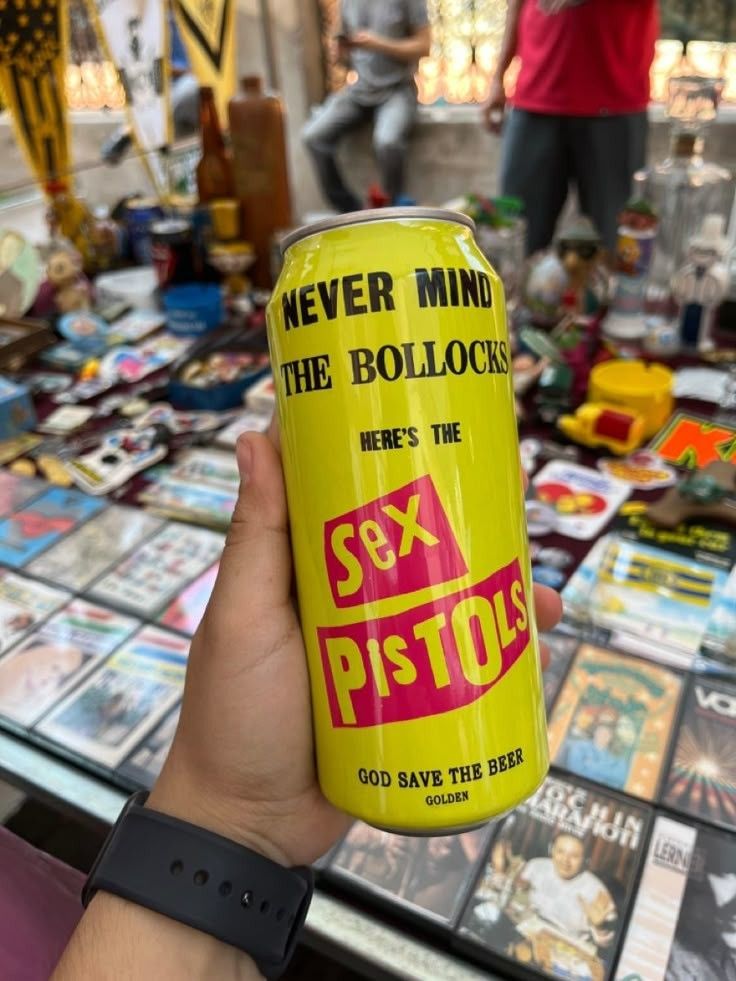 NEVER MIND
THE BOLLOCKS
HERE'S THE
Sex
PisTOls
GOD SAVE THE BEER
GOLDEN